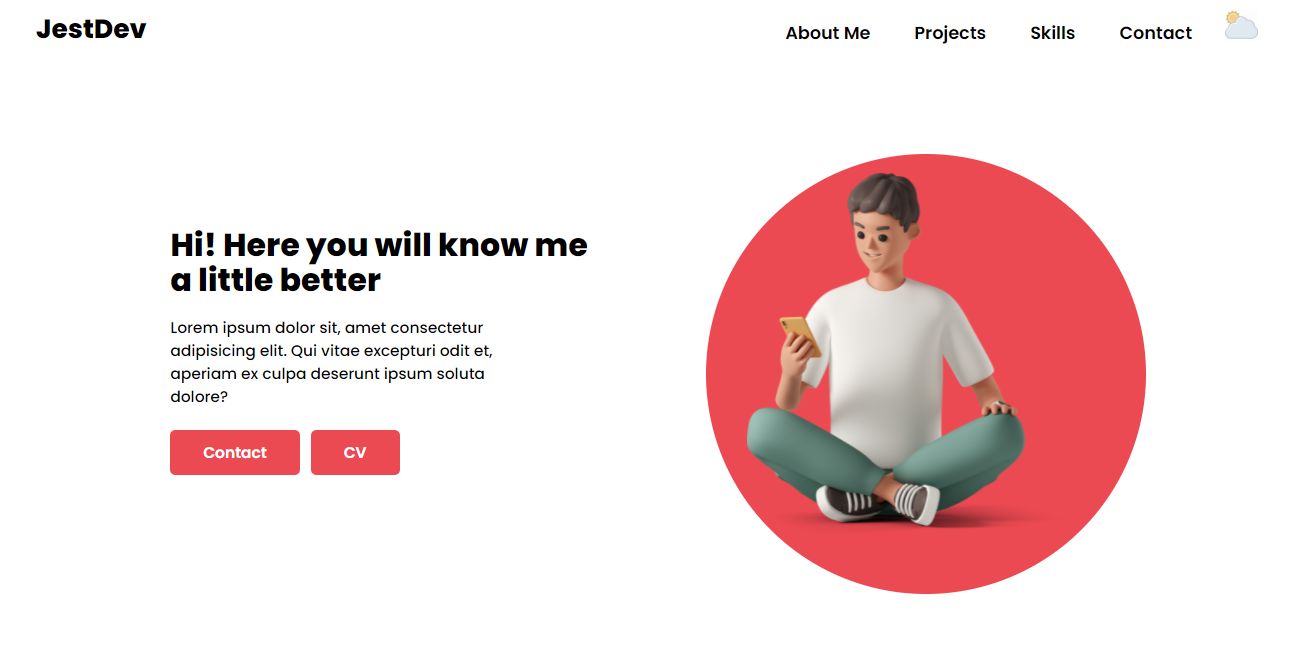 JestDev
About Me
Projects
Skills
Contact
Hi! Here you will know me
a little better
Lorem ipsum dolor sit, amet consectetur
adipisicing elit. Qui vitae excepturi odit et,
aperiam ex culpa deserunt ipsum soluta
dolore?
Contact
CV